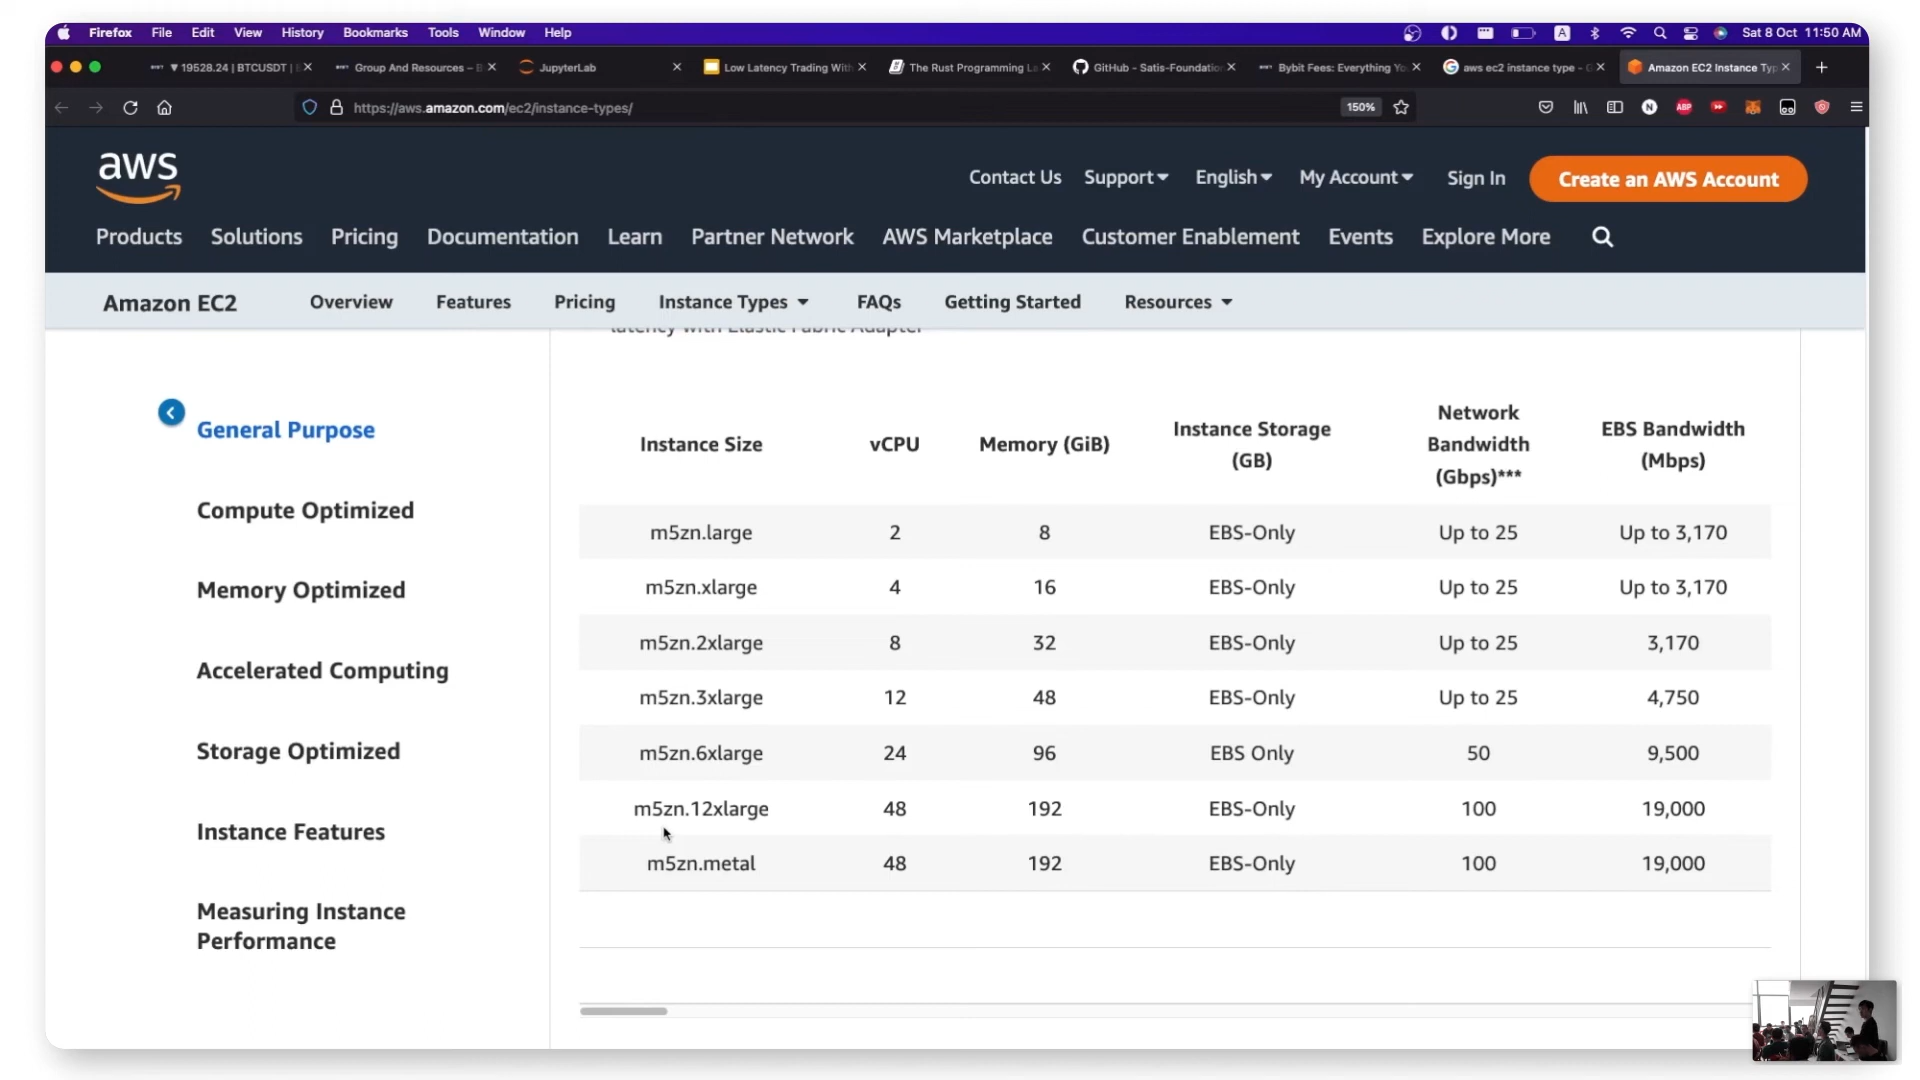 Firefox File Edit View History Bookmarks Tools Window Help
A
Sat 8 Oct 11:50 AM
▼ 19528.24 | BTCUSDT |
Group And Resources –
JupyterLab
Low Latency Trading With
The Rust Programming La
GitHub - Satis-Foundation
Bybit Fees: Everything Yo
aws ec2 instance type -
Amazon EC2 Instance Typ
https://aws.amazon.com/ec2/instance-types/
150%
N
ABP
aws
Contact Us Support English My Account Sign In Create an AWS Account
Products Solutions Pricing Documentation Learn Partner Network AWS Marketplace Customer Enablement Events Explore More
Amazon EC2 Overview Features Pricing Instance Types FAQs Getting Started Resources
latency with Elastic Fabric Adapter
General Purpose
Compute Optimized
Memory Optimized
Accelerated Computing
Storage Optimized
Instance Features
Measuring Instance
Performance
Instance Size vCPU Memory (GiB) Instance Storage (GB) Network Bandwidth (Gbps)*** EBS Bandwidth (Mbps)
m5zn.large 2 8 EBS-Only Up to 25 Up to 3,170
m5zn.xlarge 4 16 EBS-Only Up to 25 Up to 3,170
m5zn.2xlarge 8 32 EBS-Only Up to 25 3,170
m5zn.3xlarge 12 48 EBS-Only Up to 25 4,750
m5zn.6xlarge 24 96 EBS Only 50 9,500
m5zn.12xlarge 48 192 EBS-Only 100 19,000
m5zn.metal 48 192 EBS-Only 100 19,000